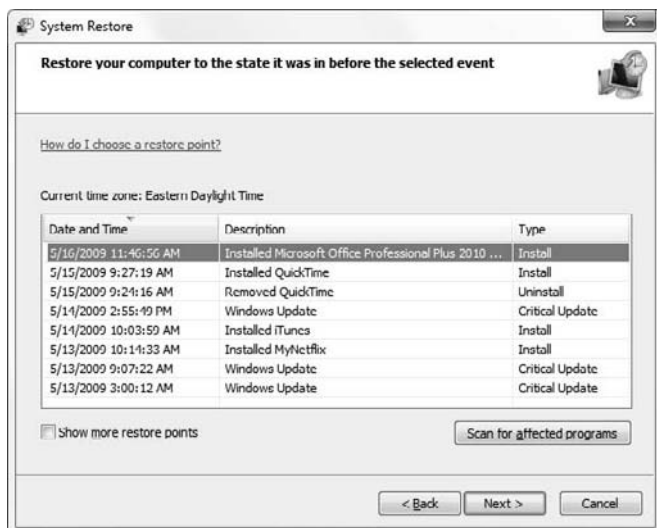 System Restore
Restore your computer to the state it was in before the selected event
How do I choose a restore point?
Current time zone: Eastern Daylight Time
Date and Time Description Type
5/16/2009 11:46:56 AM Installed Microsoft Office Professional Plus 2010 ... Install
5/15/2009 9:27:19 AM Installed QuickTime Install
5/15/2009 9:24:16 AM Removed QuickTime Uninstall
5/14/2009 2:55:49 PM Windows Update Critical Update
5/14/2009 10:03:59 AM Installed iTunes Install
5/13/2009 10:14:33 AM Installed MyNetflix Install
5/13/2009 9:07:22 AM Windows Update Critical Update
5/13/2009 3:00:12 AM Windows Update Critical Update
Show more restore points Scan for affected programs
< Back Next > Cancel